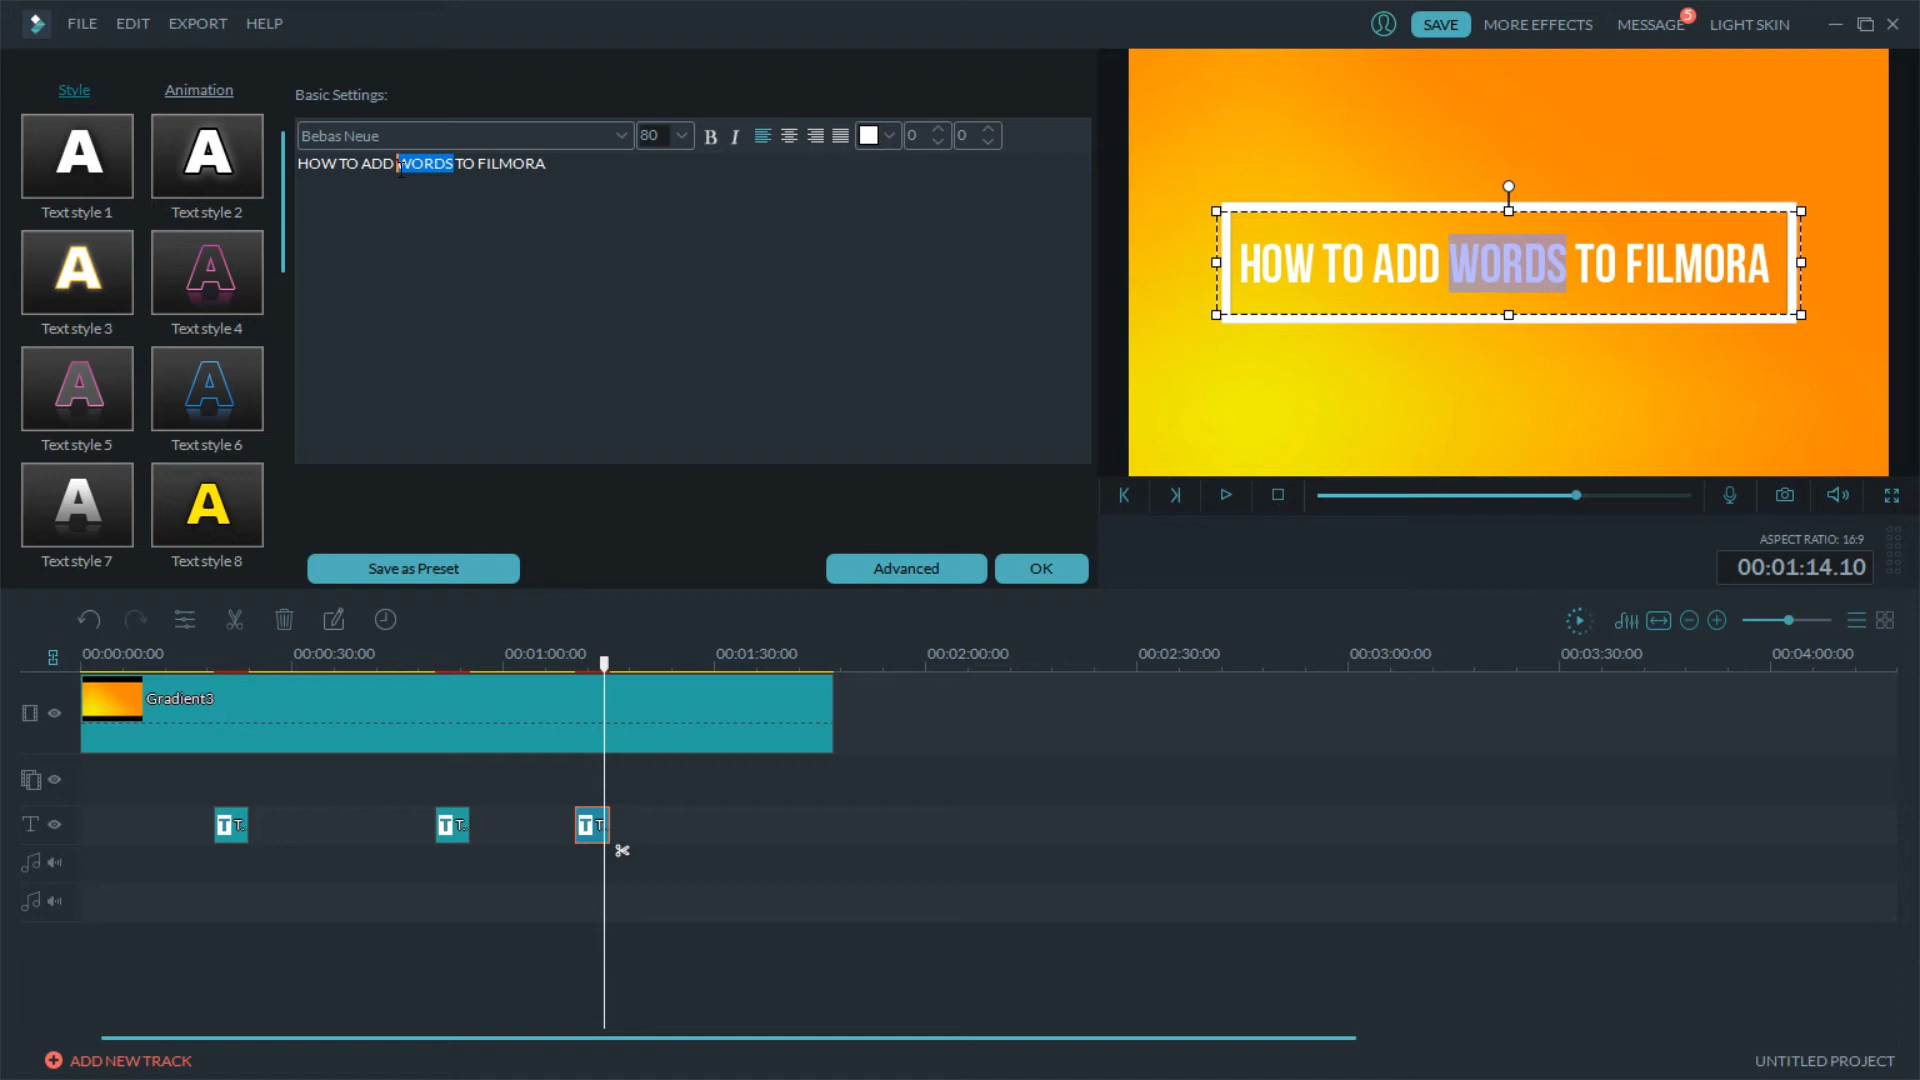 FILE EDIT EXPORT HELP
SAVE MORE EFFECTS MESSAGE 5 LIGHT SKIN
Style Animation
Basic Settings:
Bebas Neue 80 B I 0 0
HOW TO ADD WORDS TO FILMORA
A A
Text style 1 Text style 2
A A
Text style 3 Text style 4
A A
Text style 5 Text style 6
A A
Text style 7 Text style 8
Save as Preset Advanced OK
HOW TO ADD WORDS TO FILMORA
ASPECT RATIO: 16:9
00:01:14.10
00:00:00:00 00:00:30:00 00:01:00:00 00:01:30:00 00:02:00:00 00:02:30:00 00:03:00:00 00:03:30:00 00:04:00:00
Gradient3
T T T. T T. T T
ADD NEW TRACK
UNTITLED PROJECT